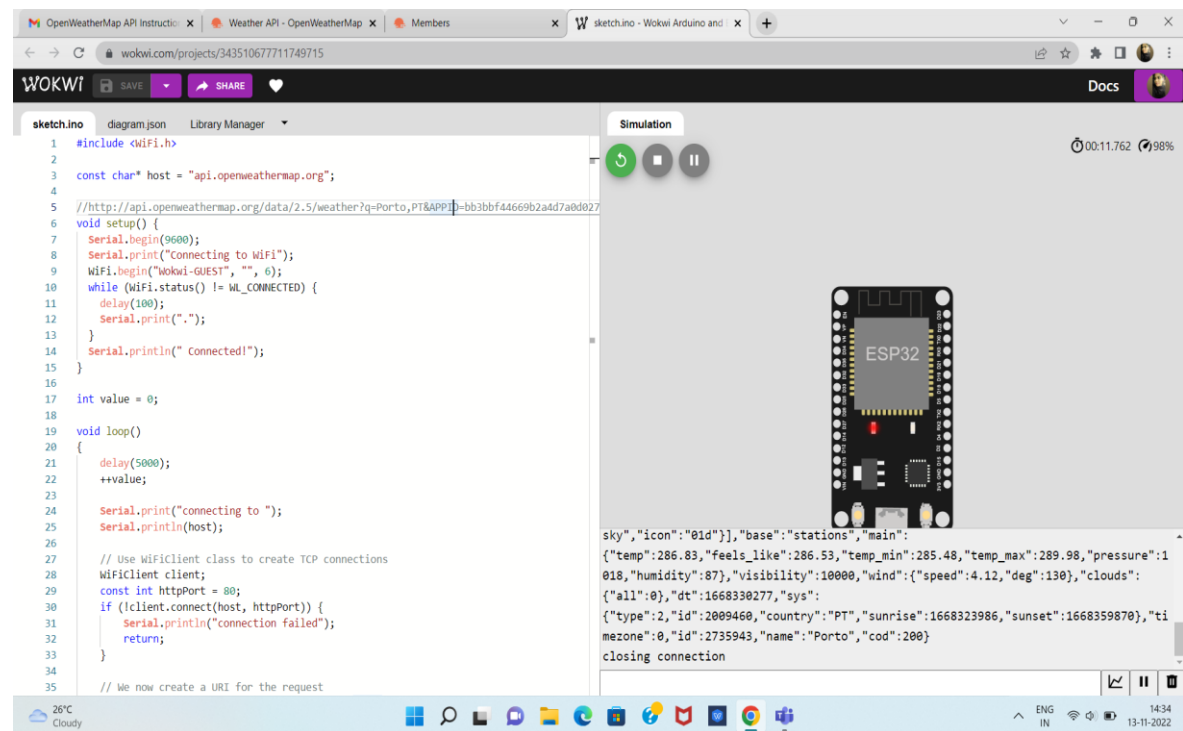 OpenWeatherMap API Instructio
Weather API - OpenWeatherMap
Members
sketch.ino - Wokwi Arduino and
wokwi.com/projects/343510677711749715
WOKWi
SAVE
SHARE
Docs
sketch.ino
diagram.json
Library Manager
1 #include <WiFi.h>
2
3 const char* host = "api.openweathermap.org";
4
5 //http://api.openweathermap.org/data/2.5/weather?q=Porto,PT&APPID=bb3bbf44669b2a4d7a0d027
6 void setup() {
7 Serial.begin(9600);
8 Serial.print("Connecting to WiFi");
9 WiFi.begin("Wokwi-GUEST", "", 6);
10 while (WiFi.status() != WL_CONNECTED) {
11 delay(100);
12 Serial.print(".");
13 }
14 Serial.println(" Connected!");
15 }
16
17 int value = 0;
18
19 void loop()
20 {
21 delay(5000);
22 ++value;
23
24 Serial.print("connecting to ");
25 Serial.println(host);
26
27 // Use WiFiClient class to create TCP connections
28 WiFiClient client;
29 const int httpPort = 80;
30 if (!client.connect(host, httpPort)) {
31 Serial.println("connection failed");
32 return;
33 }
34
35 // We now create a URI for the request
Simulation
00:11.762 98%
ESP32
sky","icon":"01d"}],"base":"stations","main":
{"temp":286.83,"feels_like":286.53,"temp_min":285.48,"temp_max":289.98,"pressure":1
018,"humidity":87},"visibility":10000,"wind":{"speed":4.12,"deg":130},"clouds":
{"all":0},"dt":1668330277,"sys":
{"type":2,"id":2009460,"country":"PT","sunrise":1668323986,"sunset":1668359870},"ti
mezone":0,"id":2735943,"name":"Porto","cod":200}
closing connection
26°C
Cloudy
ENG
IN
14:34
13-11-2022